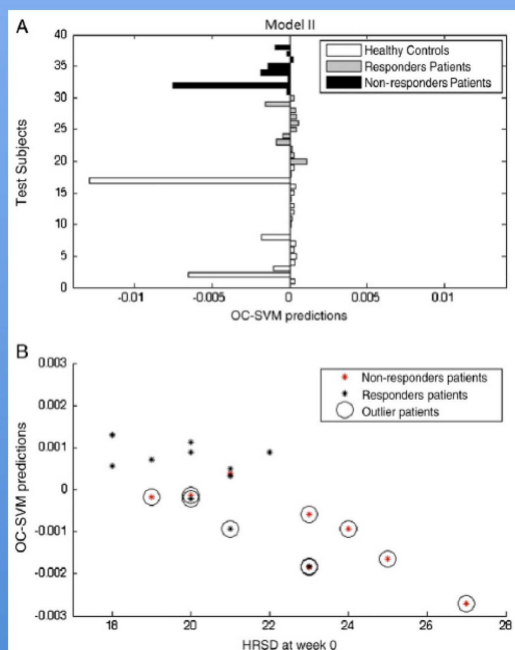 A
Model II
40
35
30
25
20
15
10
5
0
Test Subjects
Healthy Controls
Responders Patients
Non-responders Patients
-0.01
-0.005
0
0.005
0.01
OC-SVM predictions
B
0.003
0.002
0.001
0
-0.001
-0.002
-0.003
OC-SVM predictions
Non-responders patients
Responders patients
Outlier patients
18
20
22
24
26
28
HRSD at week 0